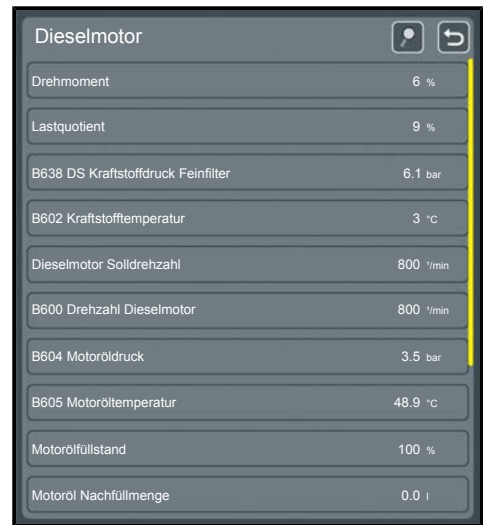 Dieselmotor
Drehmoment 6 %
Lastquotient 9 %
B638 DS Kraftstoffdruck Feinfilter 6.1 bar
B602 Kraftstofftemperatur 3 °C
Dieselmotor Solldrehzahl 800 ¹/min
B600 Drehzahl Dieselmotor 800 ¹/min
B604 Motoröldruck 3.5 bar
B605 Motoröltemperatur 48.9 °C
Motorölfüllstand 100 %
Motoröl Nachfüllmenge 0.0 l